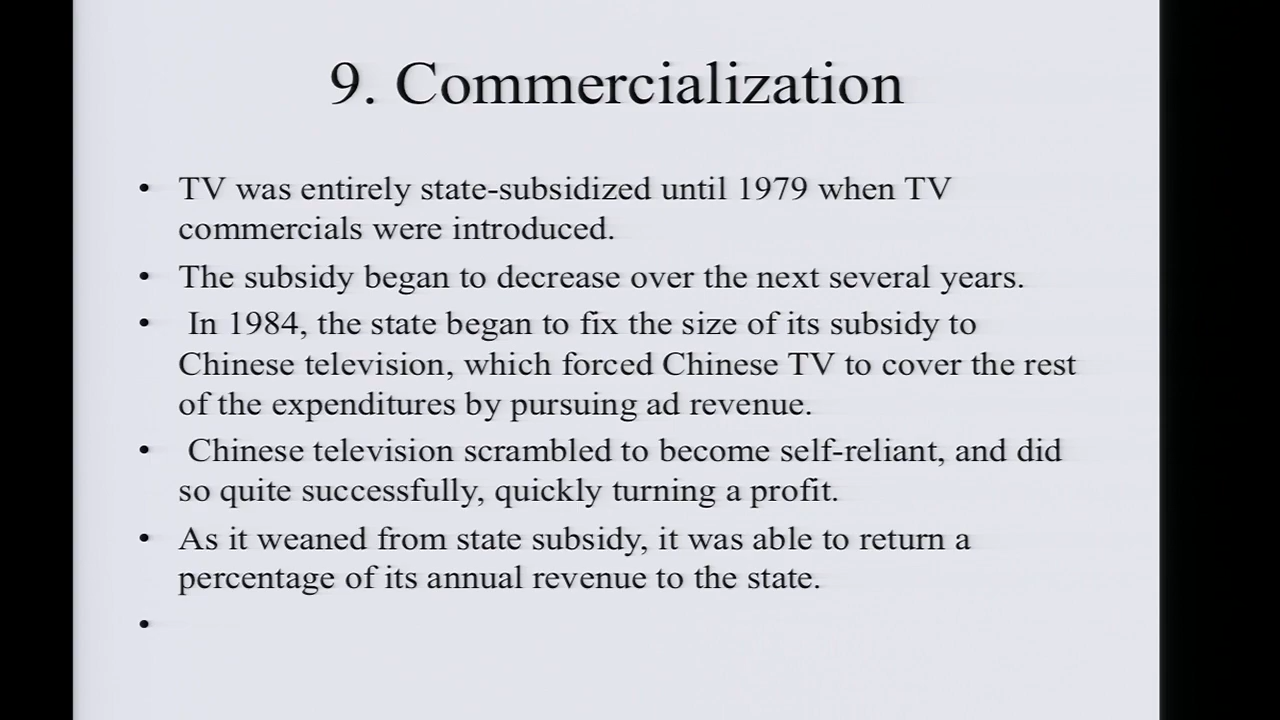 9. Commercialization
• TV was entirely state-subsidized until 1979 when TV
commercials were introduced.
• The subsidy began to decrease over the next several years.
• In 1984, the state began to fix the size of its subsidy to
Chinese television, which forced Chinese TV to cover the rest
of the expenditures by pursuing ad revenue.
• Chinese television scrambled to become self-reliant, and did
so quite successfully, quickly turning a profit.
• As it weaned from state subsidy, it was able to return a
percentage of its annual revenue to the state.
•